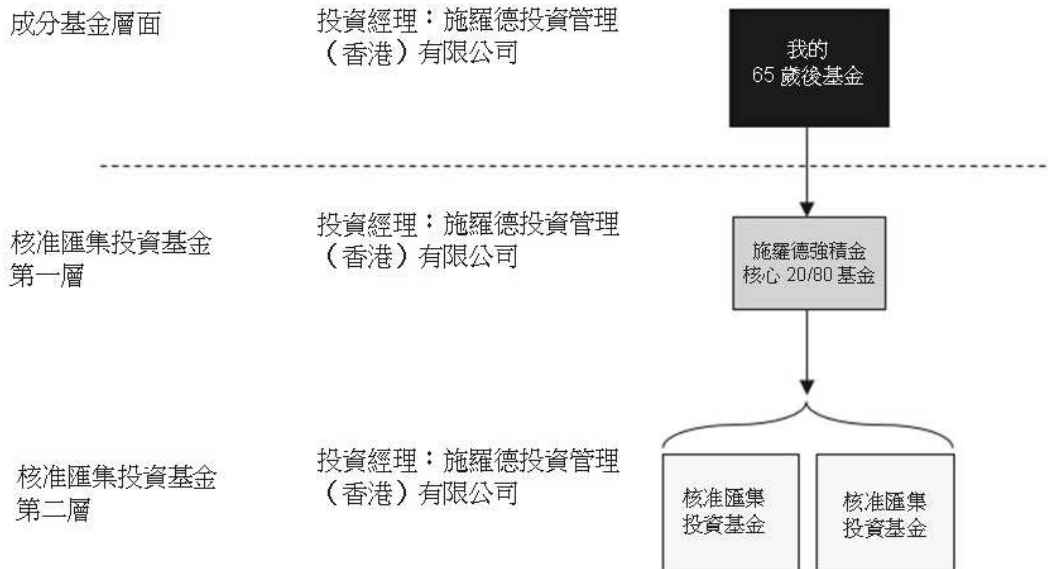 成分基金層面
投資經理：施羅德投資管理
（香港）有限公司
我的
65 歲後基金
核准匯集投資基金
第一層
投資經理：施羅德投資管理
（香港）有限公司
施羅德強積金
核心 20/80 基金
核准匯集投資基金
第二層
投資經理：施羅德投資管理
（香港）有限公司
核准匯集
投資基金
核准匯集
投資基金